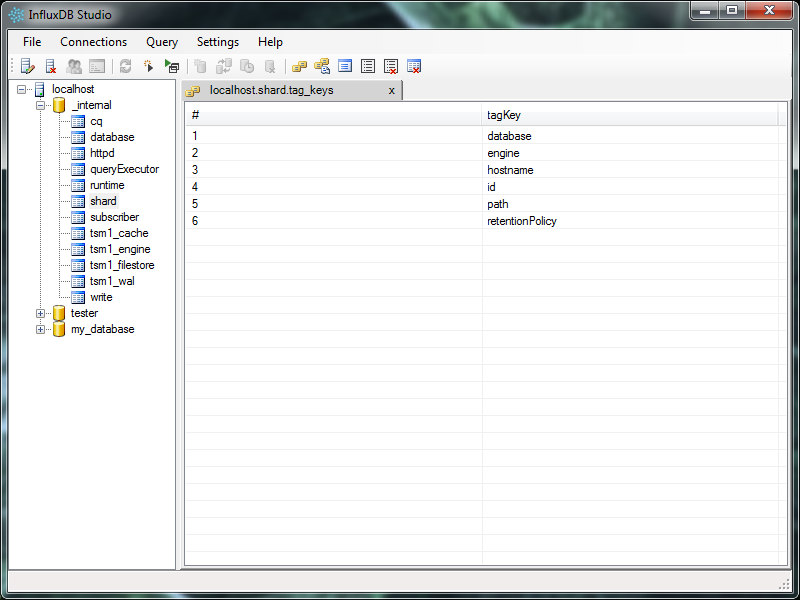 InfluxDB Studio
File Connections Query Settings Help
localhost
_internal
cq
database
httpd
queryExecutor
runtime
shard
subscriber
tsm1_cache
tsm1_engine
tsm1_filestore
tsm1_wal
write
tester
my_database
localhost.shard.tag_keys x
# tagKey
1 database
2 engine
3 hostname
4 id
5 path
6 retentionPolicy